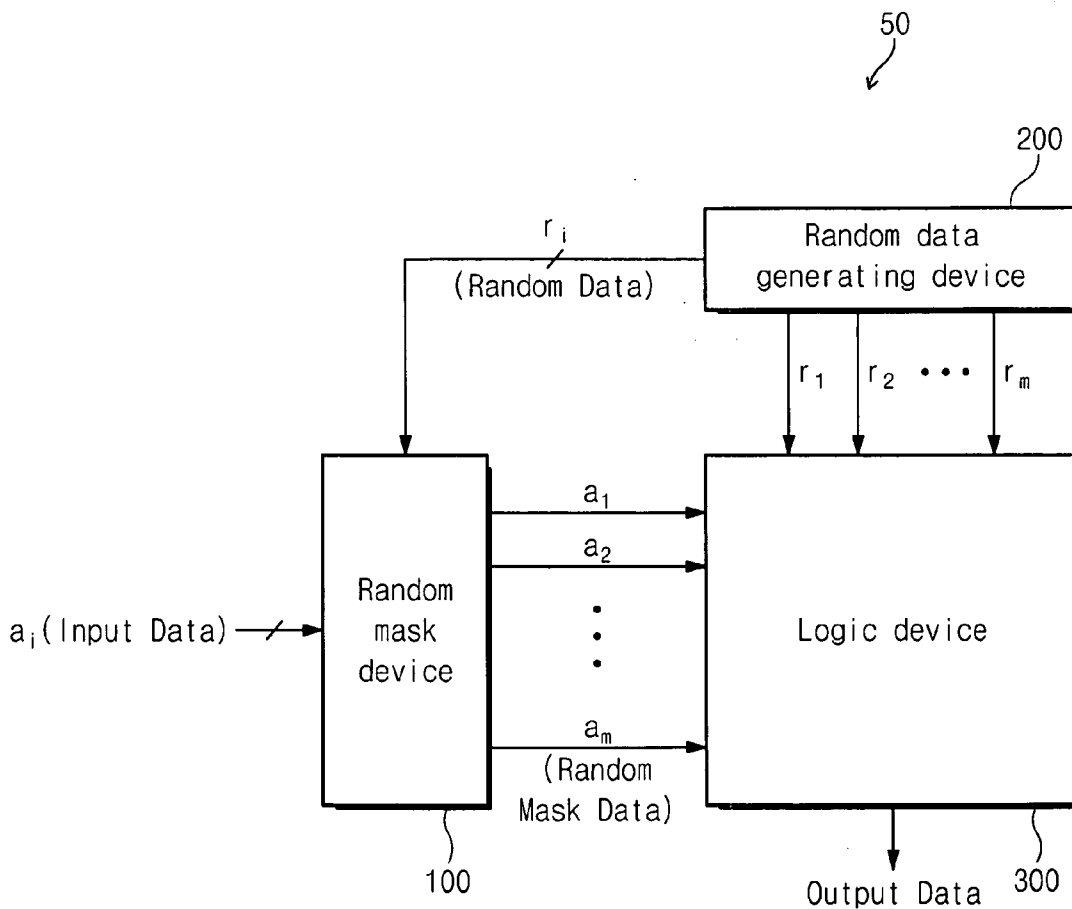 50
200
Random data
generating device
r_i
(Random Data)
r_1 r_2 ••• r_m
a_1
a_2
Random
mask
device
a_i(Input Data)
Logic device
a_m
(Random
Mask Data)
100
300
Output Data